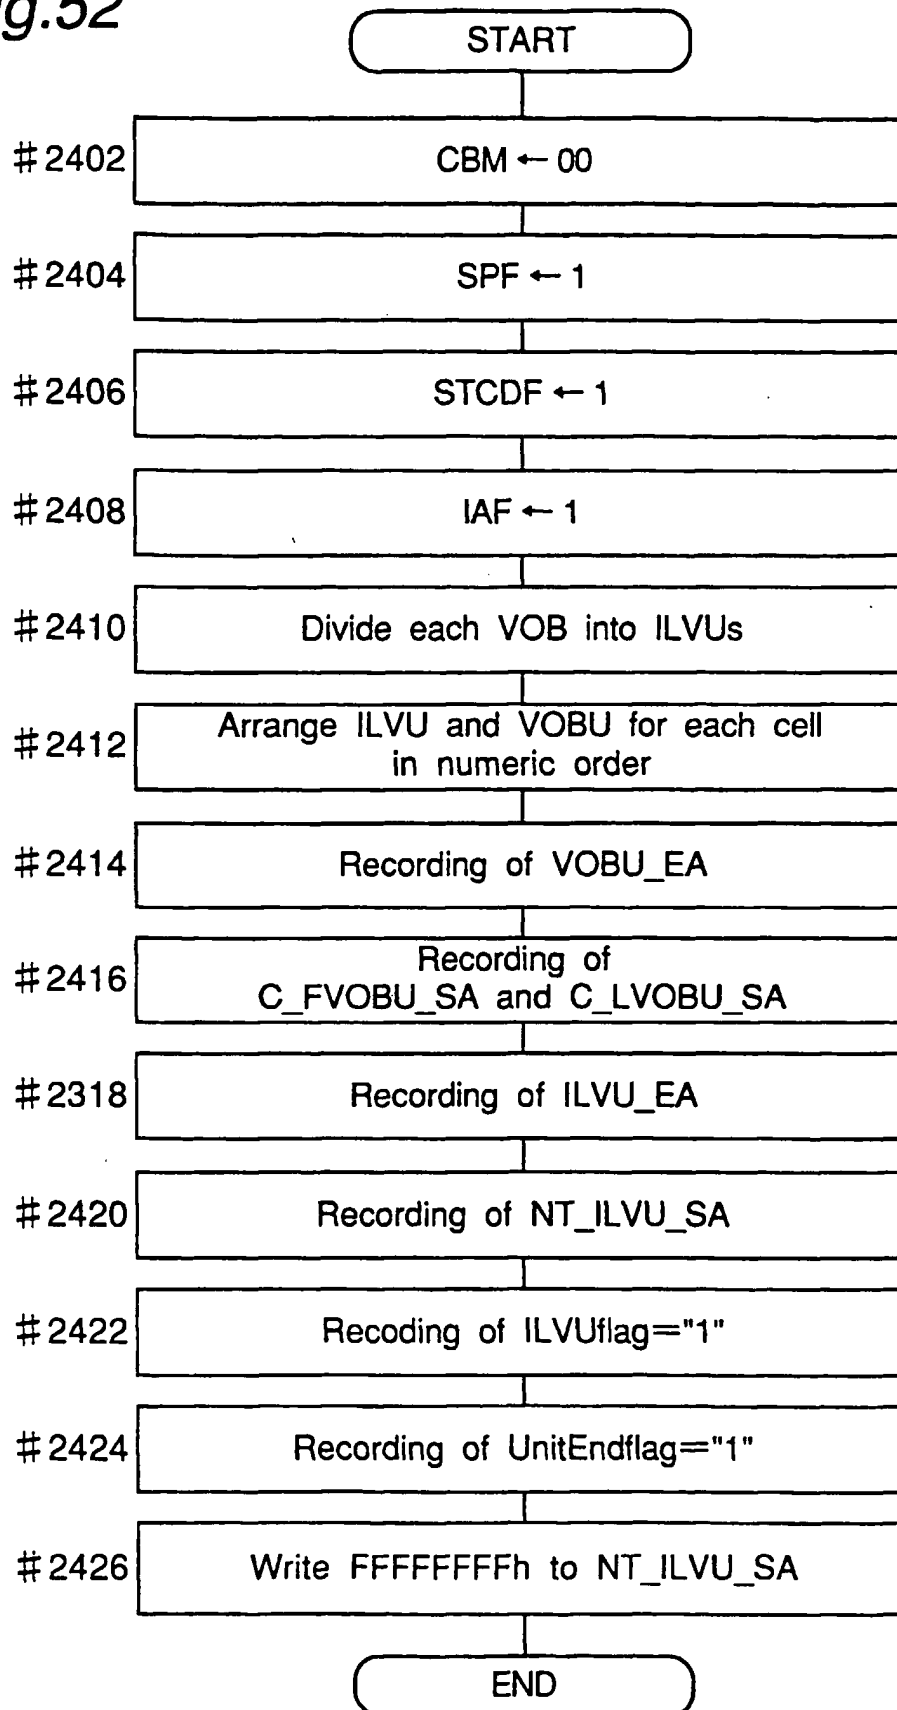 g.52
START
#2402 CBM ← 00
#2404 SPF ← 1
#2406 STCDF ← 1
#2408 IAF ← 1
#2410 Divide each VOB into ILVUs
#2412 Arrange ILVU and VOBU for each cell
in numeric order
#2414 Recording of VOBU_EA
#2416 Recording of
C_FVOBU_SA and C_LVOBU_SA
#2318 Recording of ILVU_EA
#2420 Recording of NT_ILVU_SA
#2422 Recoding of ILVUflag="1"
#2424 Recording of UnitEndflag="1"
#2426 Write FFFFFFFFh to NT_ILVU_SA
END